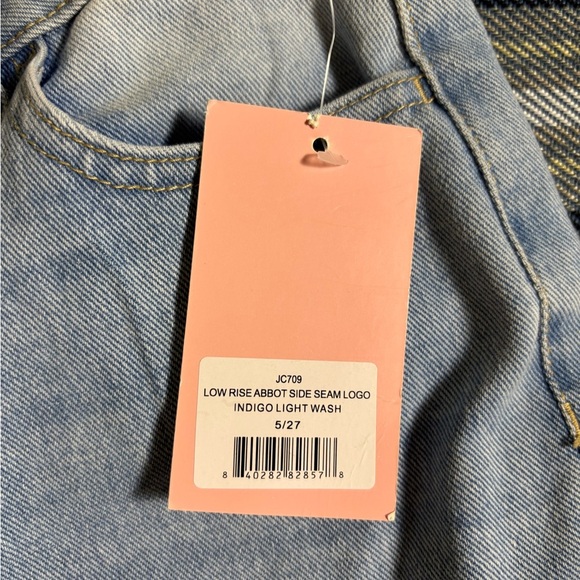 JC709
LOW RISE ABBOT SIDE SEAM LOGO
INDIGO LIGHT WASH
5/27
8 40282 82857 8